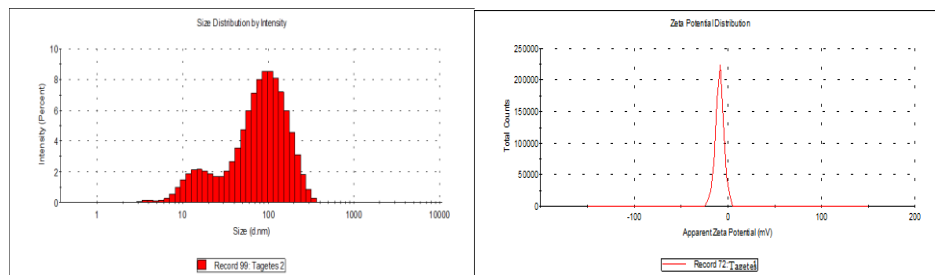 Size Distribution by Intensity
10
8
6
4
2
0
Intensity (Percent)
1
10
100
1000
10000
Size (d.nm)
Record 99: Tagetes 2
Zeta Potential Distribution
250000
200000
150000
100000
50000
0
Total Counts
-100
0
100
200
Apparent Zeta Potential (mV)
Record 72: Tagetes